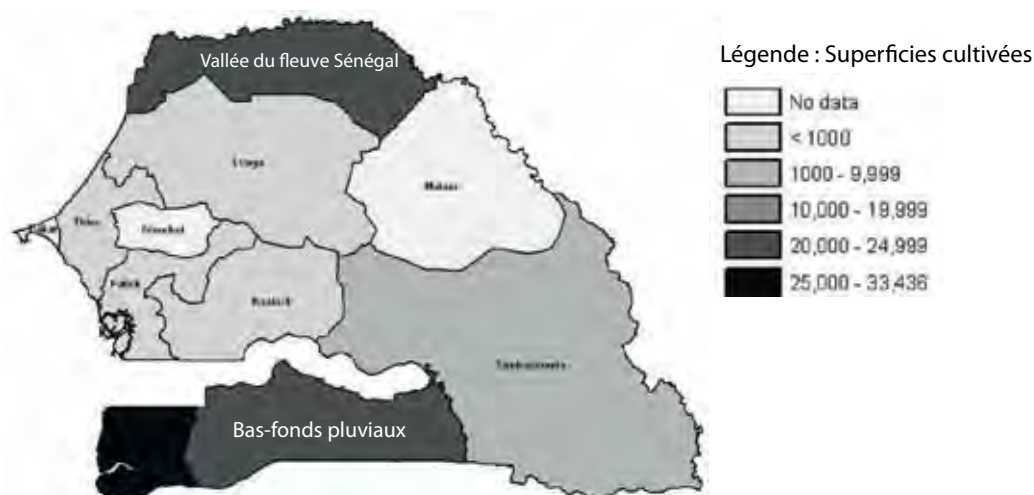 Vallée du fleuve Sénégal
Légende : Superficies cultivées
No data
< 1000
1000 - 9,999
10,000 - 19,999
20,000 - 24,999
25,000 - 33,436
Louga
Matam
Thies
Diourbel
Fatick
Kaolack
Tambacounda
Bas-fonds pluviaux